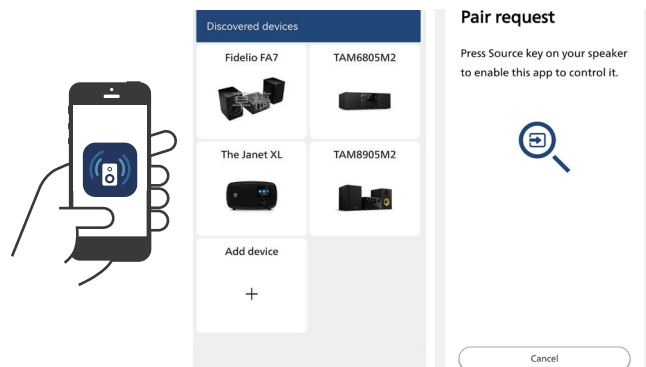 Discovered devices
Fidelio FA7
TAM6805M2
The Janet XL
TAM8905M2
Add device
+
Pair request
Press Source key on your speaker
to enable this app to control it.
Cancel